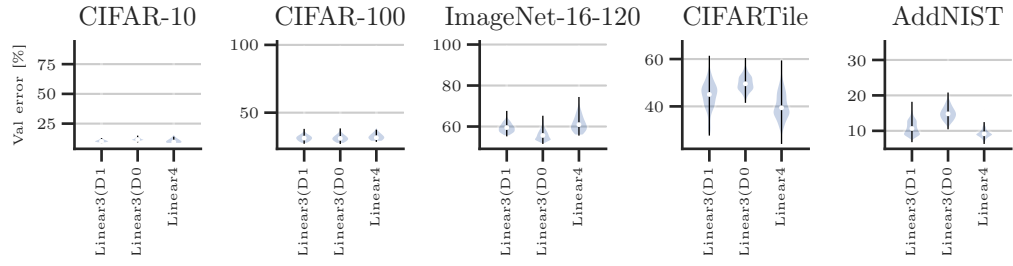 CIFAR-10
CIFAR-100
ImageNet-16-120
CIFARTile
AddNIST
Val error [%]
75
50
25
Linear3(D1
Linear3(D0
Linear4
100
50
Linear3(D1
Linear3(D0
Linear4
100
80
60
Linear3(D1
Linear3(D0
Linear4
60
40
Linear3(D1
Linear3(D0
Linear4
30
20
10
Linear3(D1
Linear3(D0
Linear4